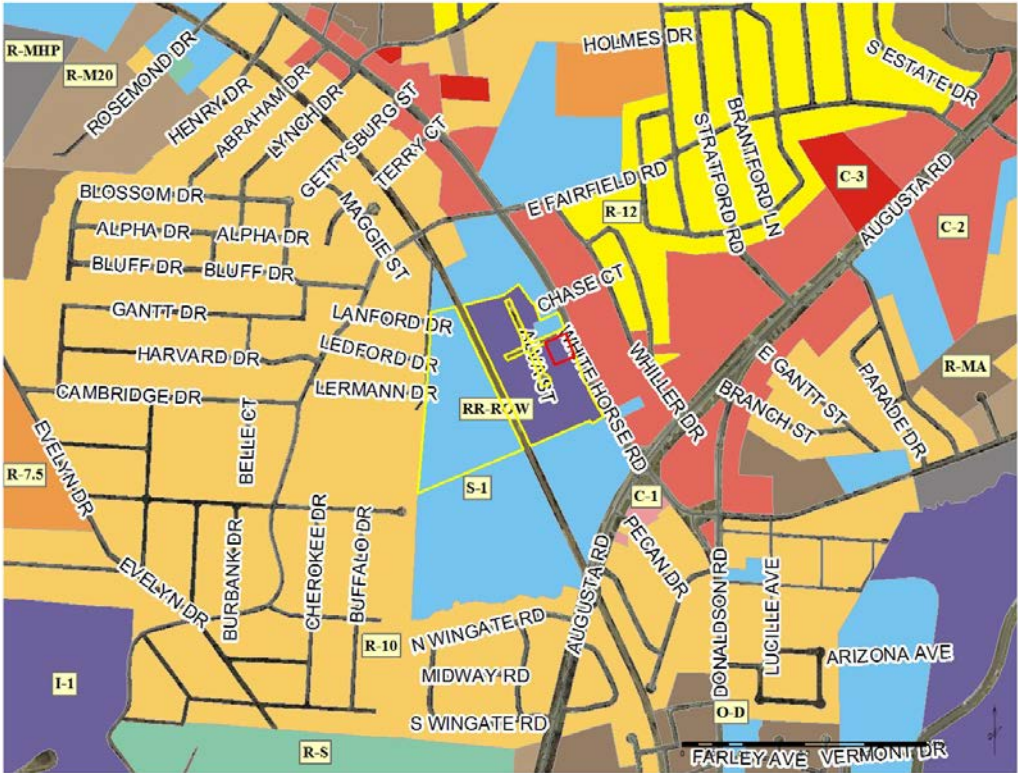 HOLMES DR
S ESTATE DR
R-MHP
R-M20
ROSEMOND DR
HENRY DR
ABRAHAM DR
LYNCH DR
GETTYSBURG ST
TERRY CT
STRATFORD RD
BRANTFORD LN
C-3
AUGUSTA RD
C-2
E FAIRFIELD RD
R-12
BLOSSOM DR
MAGGIE ST
ALPHA DR
ALPHA DR
BLUFF DR
BLUFF DR
CHASE CT
GANTT DR
LANFORD DR
HARVARD DR
LEDFORD DR
WHITE HORSE RD
WHILLER DR
E GANTT ST
PARADE DR
R-MA
CAMBRIDGE DR
LERMANN DR
RR-ROW
BRANCH ST
BELLE CT
EVELYN DR
R-7.5
S-1
C-1
PECAN DR
AUGUSTA RD
DONALDSON RD
LUCILLE AVE
EVELYN DR
BURBANK DR
CHEROKEE DR
BUFFALO DR
R-10
N WINGATE RD
MIDWAY RD
S WINGATE RD
ARIZONA AVE
I-1
O-D
R-S
FARLEY AVE
VERMONT DR